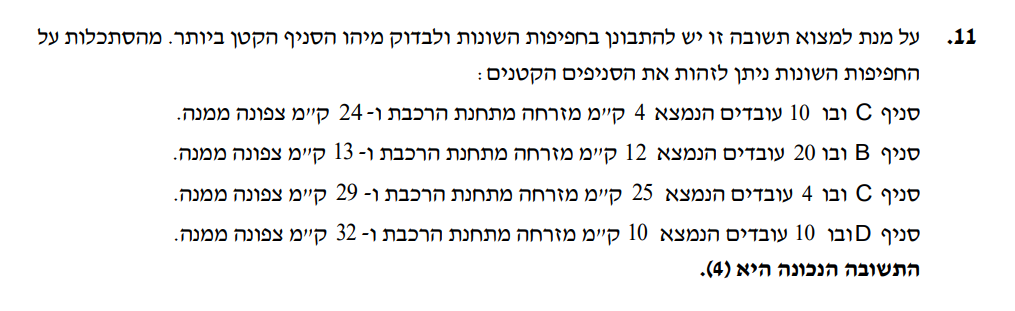 11. על מנת למצוא תשובה זו יש להתבונן בחפיפות השונות ולבדוק מיהו הסניף הקטן ביותר. מהסתכלות על
החפיפות השונות ניתן לזהות את הסניפים הקטנים:
סניף C ובו 10 עובדים הנמצא 4 ק״מ מזרחה מתחנת הרכבת ו- 24 ק״מ צפונה ממנה.
סניף B ובו 20 עובדים הנמצא 12 ק״מ מזרחה מתחנת הרכבת ו- 13 ק״מ צפונה ממנה.
סניף C ובו 4 עובדים הנמצא 25 ק״מ מזרחה מתחנת הרכבת ו- 29 ק״מ צפונה ממנה.
סניף D ובו 10 עובדים הנמצא 10 ק״מ מזרחה מתחנת הרכבת ו- 32 ק״מ צפונה ממנה.
התשובה הנכונה היא (4).